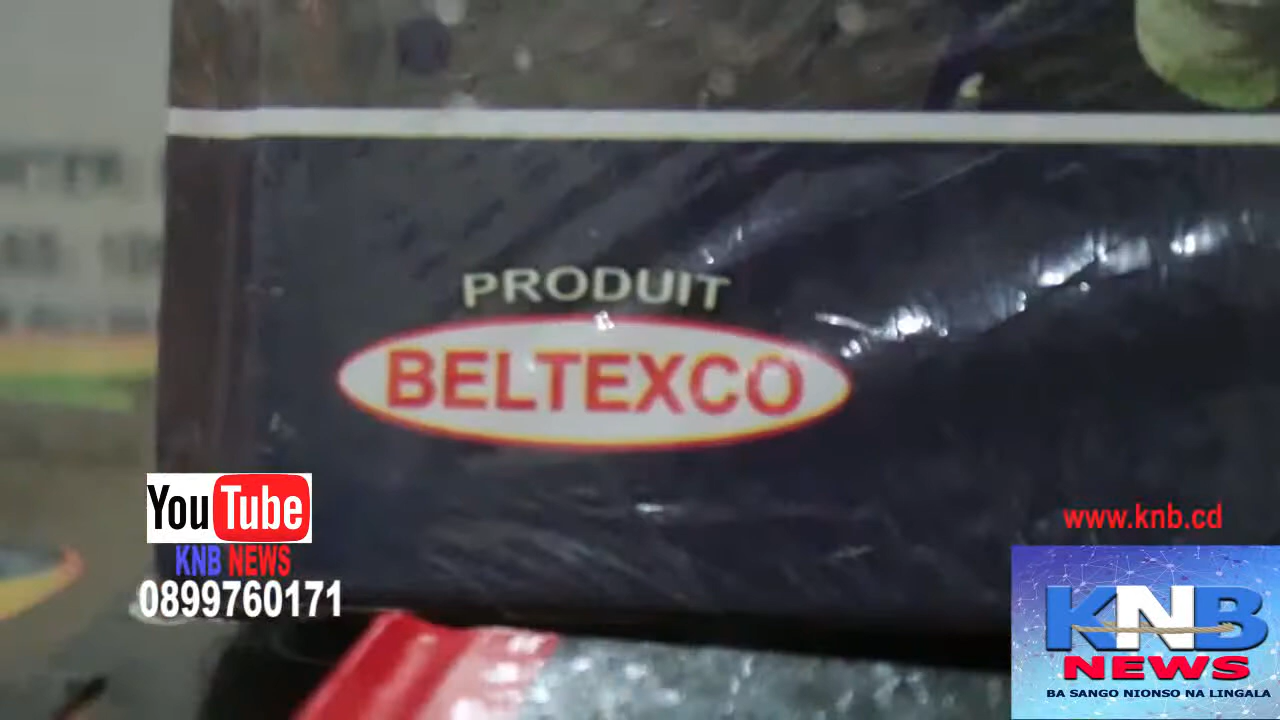 PRODUIT
BELTEXCO
YouTube
KNB NEWS
0899760171
www.knb.cd
KNB
NEWS
BA SANGO NIONSO NA LINGALA